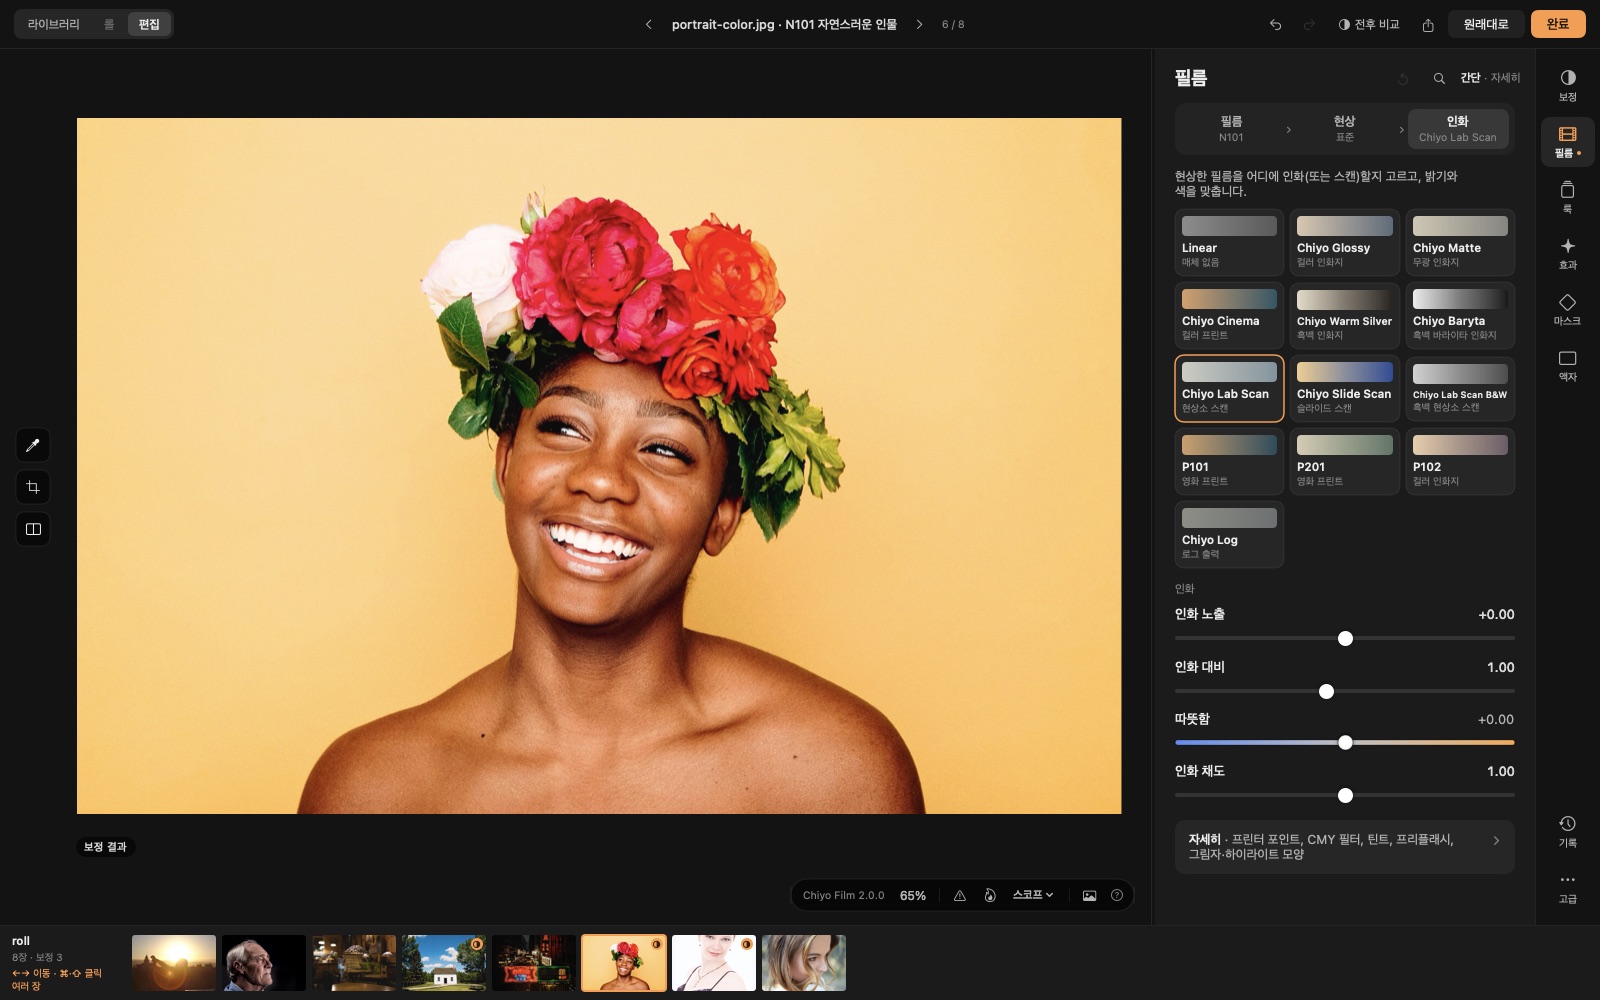 라이브러리
롤
편집
portrait-color.jpg · N101 자연스러운 인물
6 / 8
전후 비교
원래대로
완료
필름
간단 · 자세히
필름
N101
현상
표준
인화
Chiyo Lab Scan
현상한 필름을 어디에 인화(또는 스캔)할지 고르고, 밝기와
색을 맞춥니다.
Linear
매체 없음
Chiyo Glossy
컬러 인화지
Chiyo Matte
무광 인화지
Chiyo Cinema
컬러 프린트
Chiyo Warm Silver
흑백 인화지
Chiyo Baryta
흑백 바라이타 인화지
Chiyo Lab Scan
현상소 스캔
Chiyo Slide Scan
슬라이드 스캔
Chiyo Lab Scan B&W
흑백 현상소 스캔
P101
영화 프린트
P201
영화 프린트
P102
컬러 인화지
Chiyo Log
로그 출력
인화
인화 노출
+0.00
인화 대비
1.00
따뜻함
+0.00
인화 채도
1.00
자세히 · 프린터 포인트, CMY 필터, 틴트, 프리플래시,
그림자·하이라이트 모양
보정
필름
룩
효과
마스크
액자
기록
고급
보정 결과
Chiyo Film 2.0.0
65%
스코프
roll
8장 · 보정 3
←→ 이동 · ⌘·⇧ 클릭
여러 장